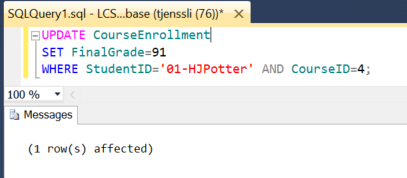 SQLQuery1.sql - LCS...base (tjenssli (76))* ×
UPDATE CourseEnrollment
SET FinalGrade=91
WHERE StudentID='01-HJPotter' AND CourseID=4;
100 %
Messages
(1 row(s) affected)